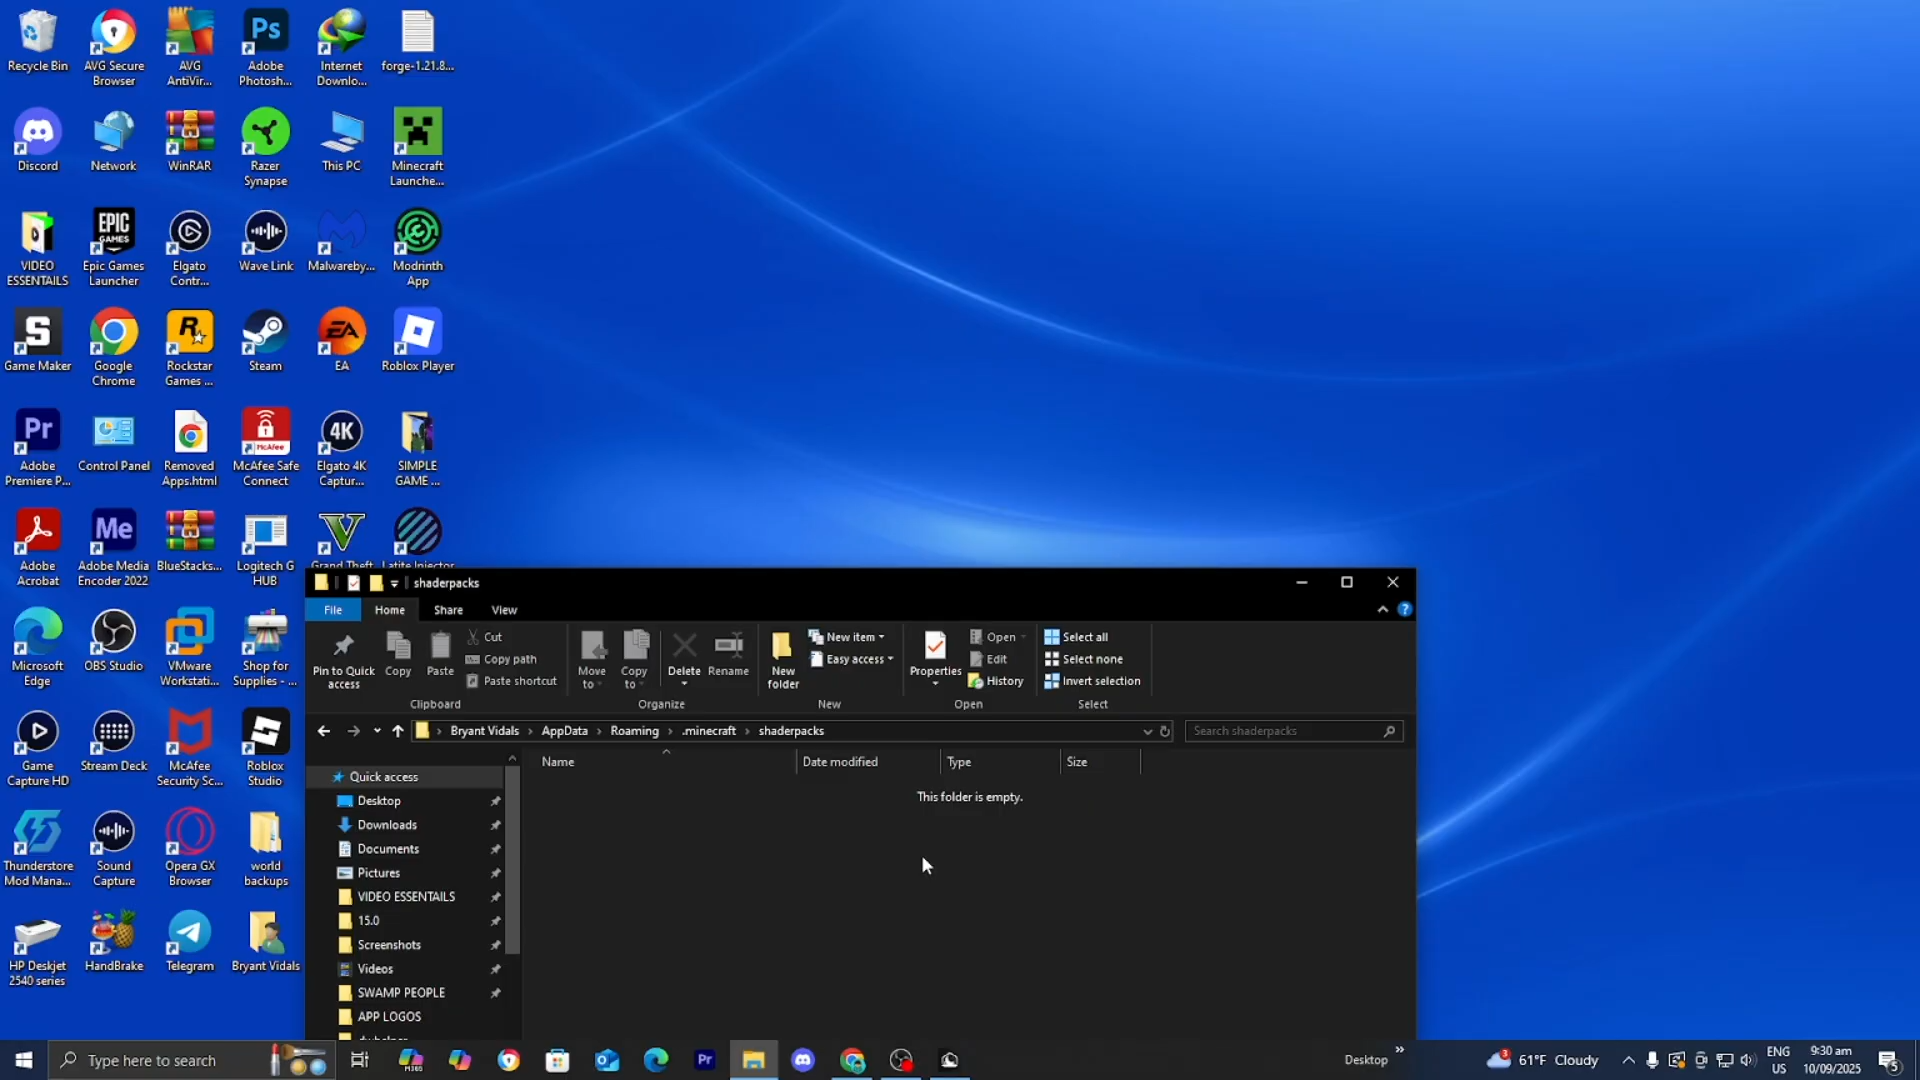 Recycle Bin
AVG Secure
Browser
AVG
AntiVir...
Adobe
Photosh...
Internet
Downlo...
forge-1.21.8...
Discord
Network
WinRAR
Razer
Synapse
This PC
Minecraft
Launche...
VIDEO
ESSENTAILS
Epic Games
Launcher
Elgato
Contr...
Wave Link
Malwareby...
Modrinth
App
Game Maker
Google
Chrome
Rockstar
Games ...
Steam
EA
Roblox Player
Adobe
Premiere P...
Control Panel
Removed
Apps.html
McAfee Safe
Connect
Elgato 4K
Captur...
SIMPLE
GAME ...
Adobe
Acrobat
Adobe Media
Encoder 2022
BlueStacks...
Logitech G
HUB
Grand Theft
Latite Injector
Microsoft
Edge
OBS Studio
VMware
Workstati...
Shop for
Supplies - ...
Game
Capture HD
Stream Deck
McAfee
Security Sc...
Roblox
Studio
Thunderstore
Mod Mana...
Sound
Capture
Opera GX
Browser
world
backups
HP Deskjet
2540 series
HandBrake
Telegram
Bryant Vidals
shaderpacks
File
Home
Share
View
Pin to Quick
access
Copy
Paste
Cut
Copy path
Paste shortcut
Clipboard
Move
to
Copy
to
Delete
Rename
Organize
New
folder
New item
Easy access
New
Properties
Open
Edit
History
Open
Select all
Select none
Invert selection
Select
Bryant Vidals > AppData > Roaming > .minecraft > shaderpacks
Search shaderpacks
Name
Date modified
Type
Size
This folder is empty.
Quick access
Desktop
Downloads
Documents
Pictures
VIDEO ESSENTAILS
15.0
Screenshots
Videos
SWAMP PEOPLE
APP LOGOS
Type here to search
Desktop
61°F Cloudy
ENG
US
9:30 am
10/09/2025
5